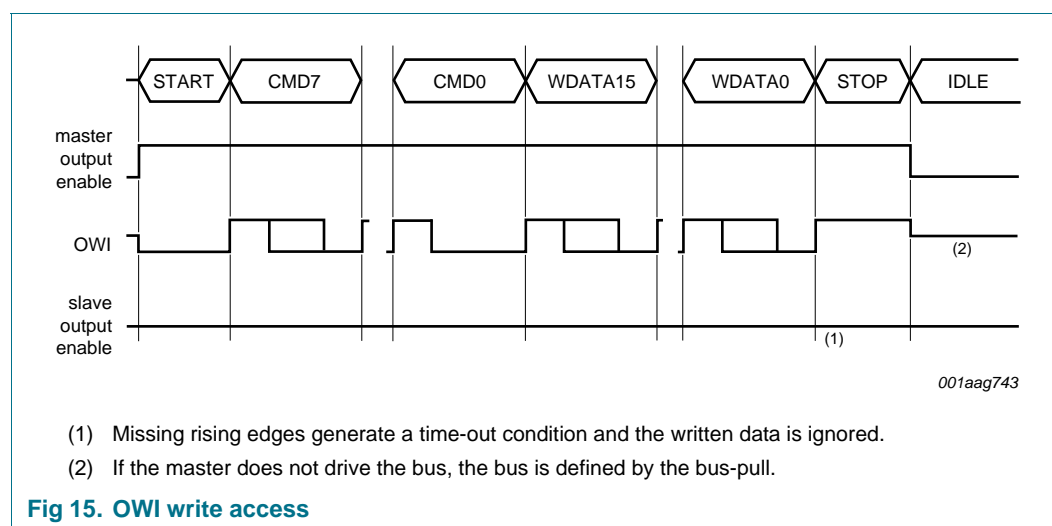 START CMD7 CMD0 WDATA15 WDATA0 STOP IDLE
master
output
enable
OWI
(2)
slave
output
enable
(1)
001aag743
(1) Missing rising edges generate a time-out condition and the written data is ignored.
(2) If the master does not drive the bus, the bus is defined by the bus-pull.
Fig 15. OWI write access